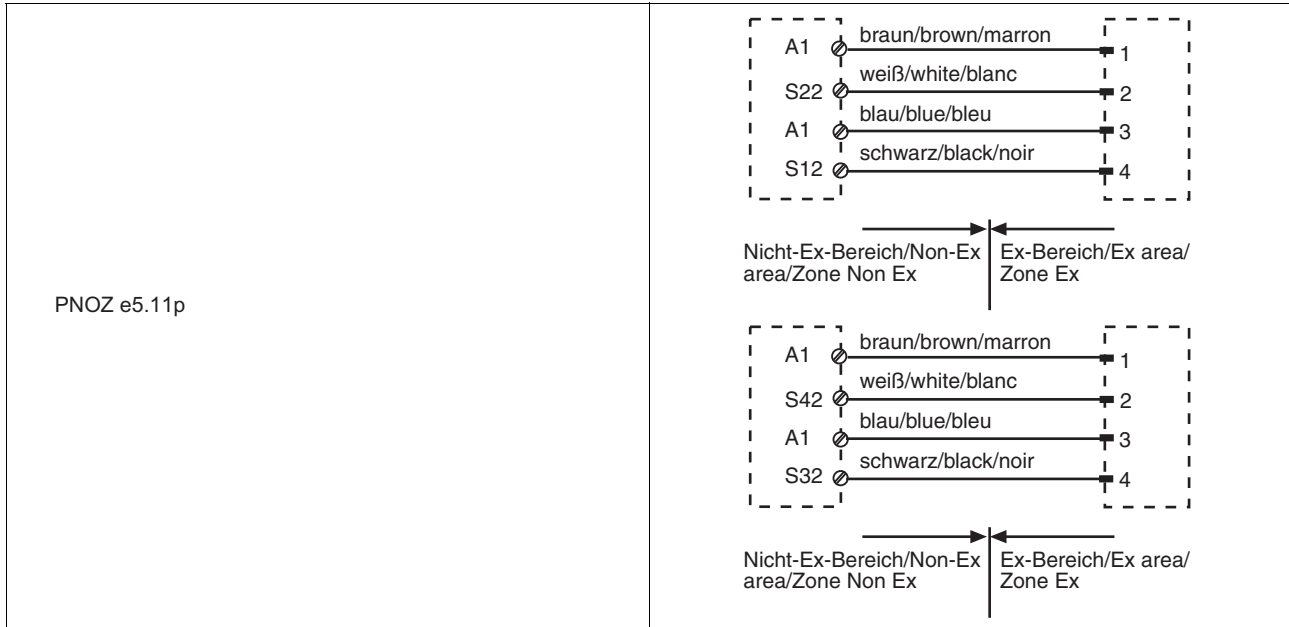 PNOZ e5.11p
A1 braun/brown/marron 1
S22 weiß/white/blanc 2
A1 blau/blue/bleu 3
S12 schwarz/black/noir 4
Nicht-Ex-Bereich/Non-Ex
area/Zone Non Ex
Ex-Bereich/Ex area/
Zone Ex
A1 braun/brown/marron 1
S42 weiß/white/blanc 2
A1 blau/blue/bleu 3
S32 schwarz/black/noir 4
Nicht-Ex-Bereich/Non-Ex
area/Zone Non Ex
Ex-Bereich/Ex area/
Zone Ex